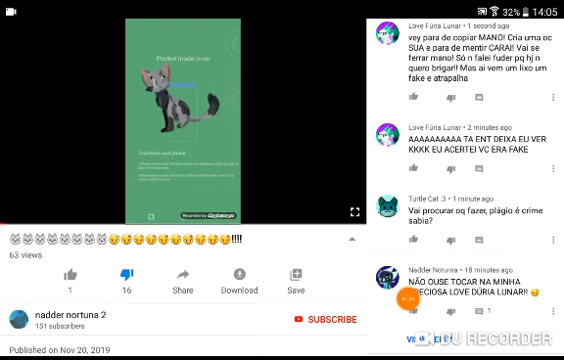 32% 14:05
Pocket mode is on
Recorded by
😼😼😼😼😼😼😼😼😏😏😏😏😏😏😏😏😏😏!!!!
63 views
1
16
Share
Download
Save
nadder nortuna 2
151 subscribers
SUBSCRIBE
Published on Nov 20, 2019
Love Fúria Lunar • 1 minute ago
vey para de copiar MANO! Cria uma oc
SUA e para de mentir CARAI! Vai se
ferrar mano! Só n falei fuder pq hj n
quero brigar!! Mas ai vem um lixo um
fake e atrapalha
Love Fúria Lunar • 2 minutes ago
AAAAAAAAAA TA ENT DEIXA EU VER
KKKK EU ACERTEI VC ERA FAKE
Turtle Cat :3 • 1 minute ago
Vai procurar oq fazer, plágio é crime
sabia?
Nadder Noturna • 18 minutes ago
NÃO OUSE TOCAR NA MINHA
PRECIOSA LOVE DÚRIA LUNAR!! 😏
1
DU RECORDER